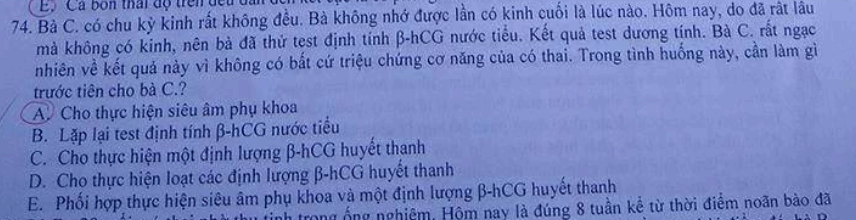 E. Cả bốn thái độ trên đều
74. Bà C. có chu kỳ kinh rất không đều. Bà không nhớ được lần có kinh cuối là lúc nào. Hôm nay, do đã rất lâu
mà không có kinh, nên bà đã thử test định tính β-hCG nước tiểu. Kết quả test dương tính. Bà C. rất ngạc
nhiên về kết quả này vì không có bất cứ triệu chứng cơ năng của có thai. Trong tình huống này, cần làm gì
trước tiên cho bà C.?
A. Cho thực hiện siêu âm phụ khoa
B. Lặp lại test định tính β-hCG nước tiểu
C. Cho thực hiện một định lượng β-hCG huyết thanh
D. Cho thực hiện loạt các định lượng β-hCG huyết thanh
E. Phối hợp thực hiện siêu âm phụ khoa và một định lượng β-hCG huyết thanh
thụ tinh trong ống nghiệm. Hôm nay là đúng 8 tuần kể từ thời điểm noãn bào đã